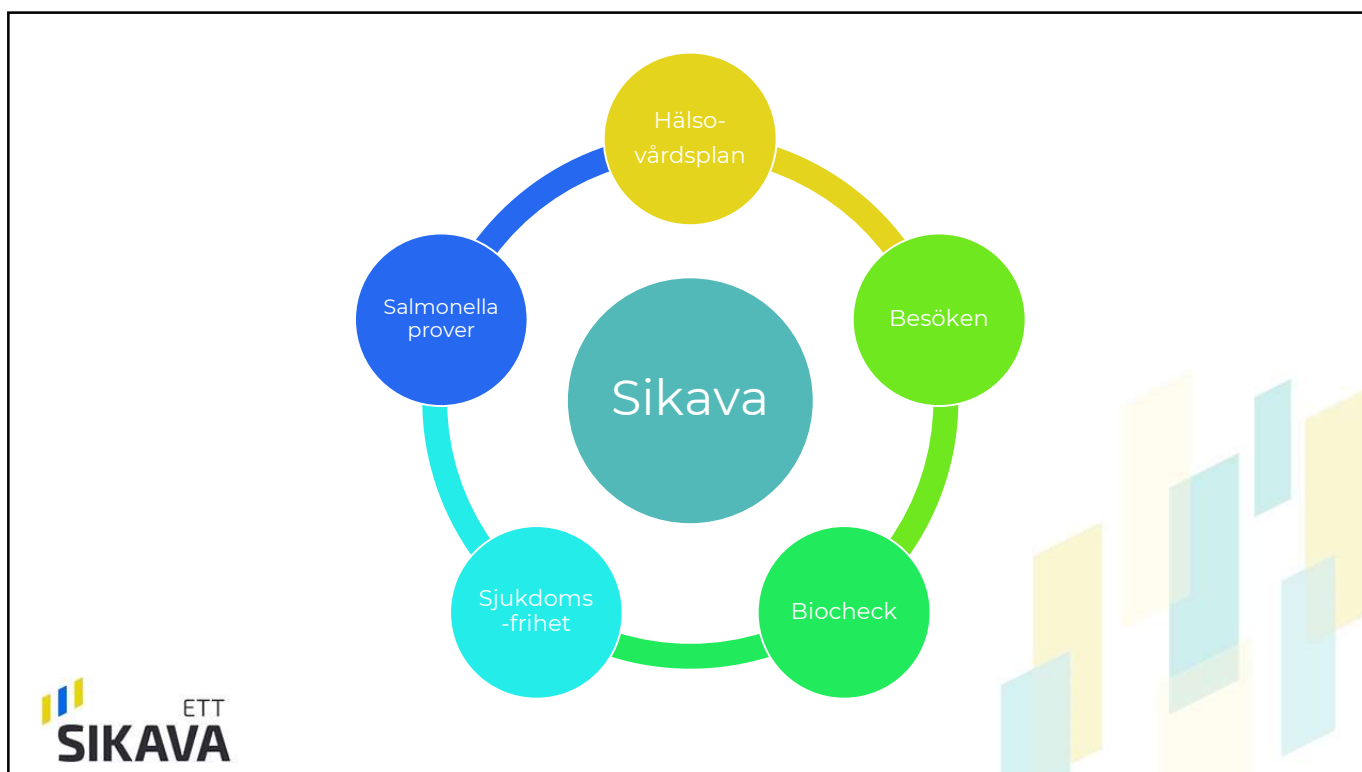 Hälso-
vårdsplan
Besöken
Biocheck
Sjukdoms
-frihet
Salmonella
prover
Sikava
ETT
SIKAVA